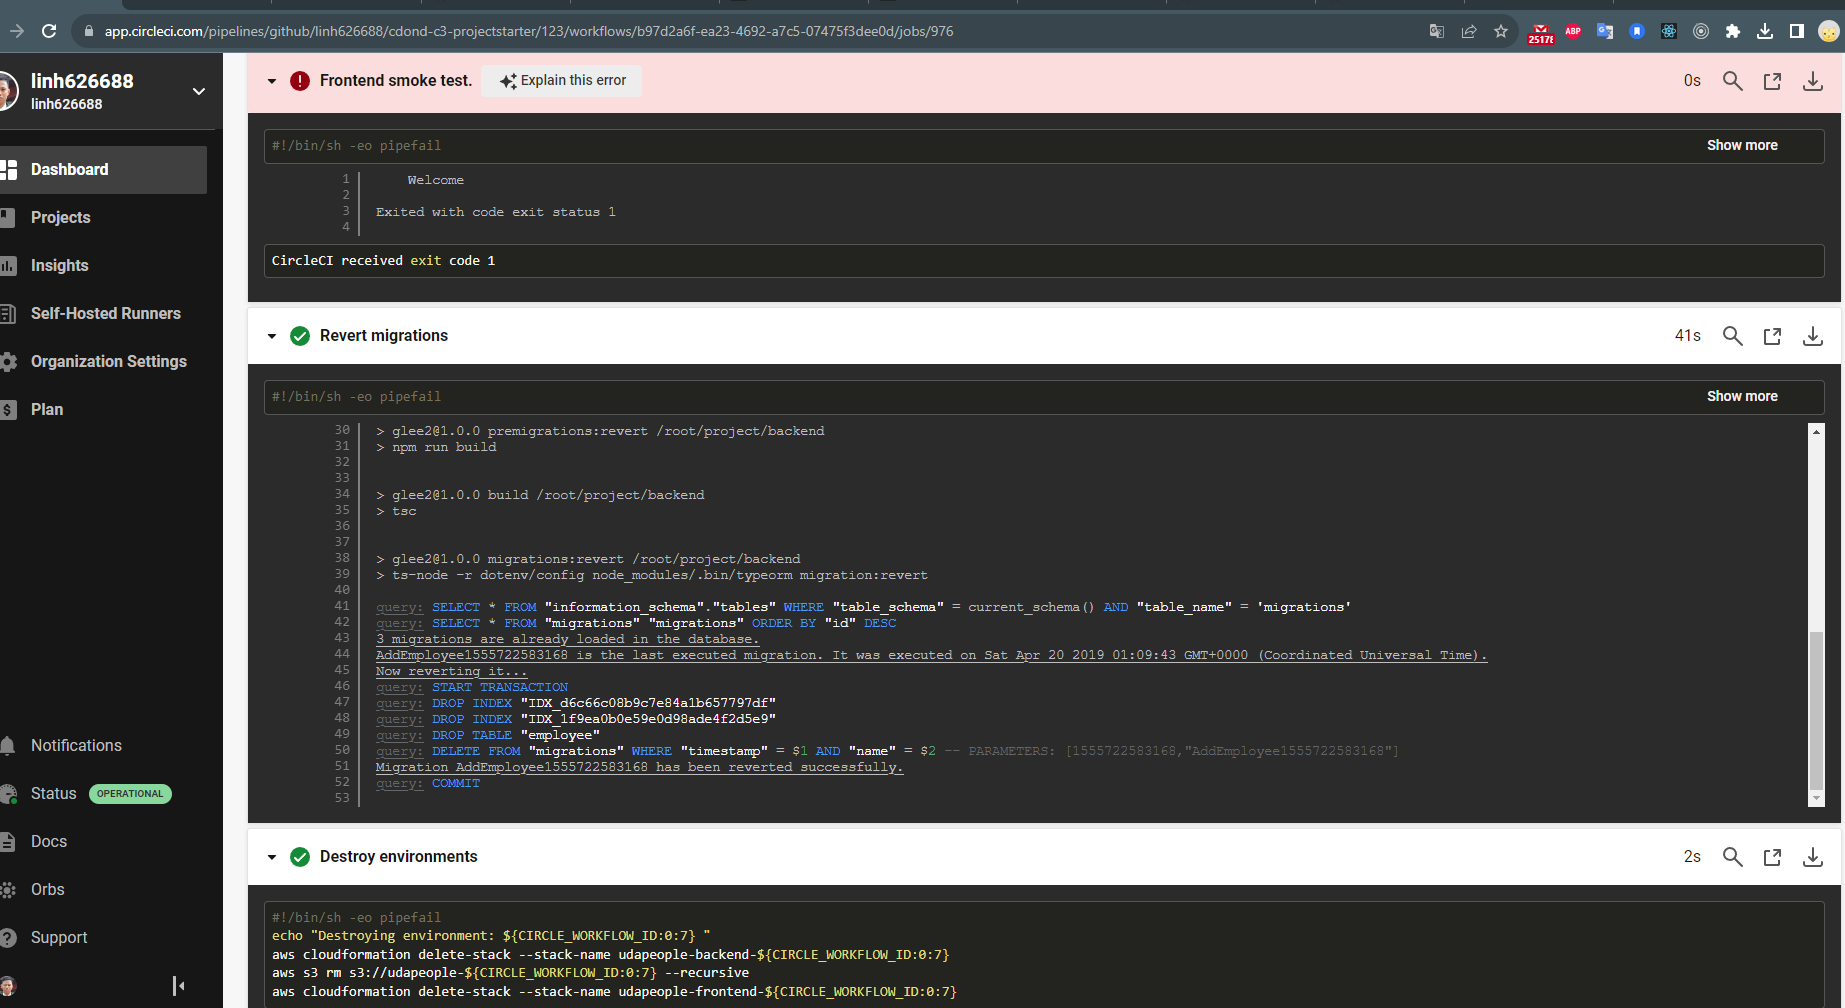 app.circleci.com/pipelines/github/linh626688/cdond-c3-projectstarter/123/workflows/b97d2a6f-ea23-4692-a7c5-07475f3dee0d/jobs/976
2517
ABP
linh626688
linh626688
Dashboard
Projects
Insights
Self-Hosted Runners
Organization Settings
Plan
Notifications
Status OPERATIONAL
Docs
Orbs
Support
Frontend smoke test. Explain this error 0s
#!/bin/sh -eo pipefail Show more
1 Welcome
2
3 Exited with code exit status 1
4
CircleCI received exit code 1
Revert migrations 41s
#!/bin/sh -eo pipefail Show more
30 > glee2@1.0.0 premigrations:revert /root/project/backend
31 > npm run build
32
33
34 > glee2@1.0.0 build /root/project/backend
35 > tsc
36
37
38 > glee2@1.0.0 migrations:revert /root/project/backend
39 > ts-node -r dotenv/config node_modules/.bin/typeorm migration:revert
40
41 query: SELECT * FROM "information_schema"."tables" WHERE "table_schema" = current_schema() AND "table_name" = 'migrations'
42 query: SELECT * FROM "migrations" "migrations" ORDER BY "id" DESC
43 3 migrations are already loaded in the database.
44 AddEmployee1555722583168 is the last executed migration. It was executed on Sat Apr 20 2019 01:09:43 GMT+0000 (Coordinated Universal Time).
45 Now reverting it...
46 query: START TRANSACTION
47 query: DROP INDEX "IDX_d6c66c08b9c7e84a1b657797df"
48 query: DROP INDEX "IDX_1f9ea0b0e59e0d98ade4f2d5e9"
49 query: DROP TABLE "employee"
50 query: DELETE FROM "migrations" WHERE "timestamp" = $1 AND "name" = $2 -- PARAMETERS: [1555722583168,"AddEmployee1555722583168"]
51 Migration AddEmployee1555722583168 has been reverted successfully.
52 query: COMMIT
53
Destroy environments 2s
#!/bin/sh -eo pipefail
echo "Destroying environment: ${CIRCLE_WORKFLOW_ID:0:7} "
aws cloudformation delete-stack --stack-name udapeople-backend-${CIRCLE_WORKFLOW_ID:0:7}
aws s3 rm s3://udapeople-${CIRCLE_WORKFLOW_ID:0:7} --recursive
aws cloudformation delete-stack --stack-name udapeople-frontend-${CIRCLE_WORKFLOW_ID:0:7}